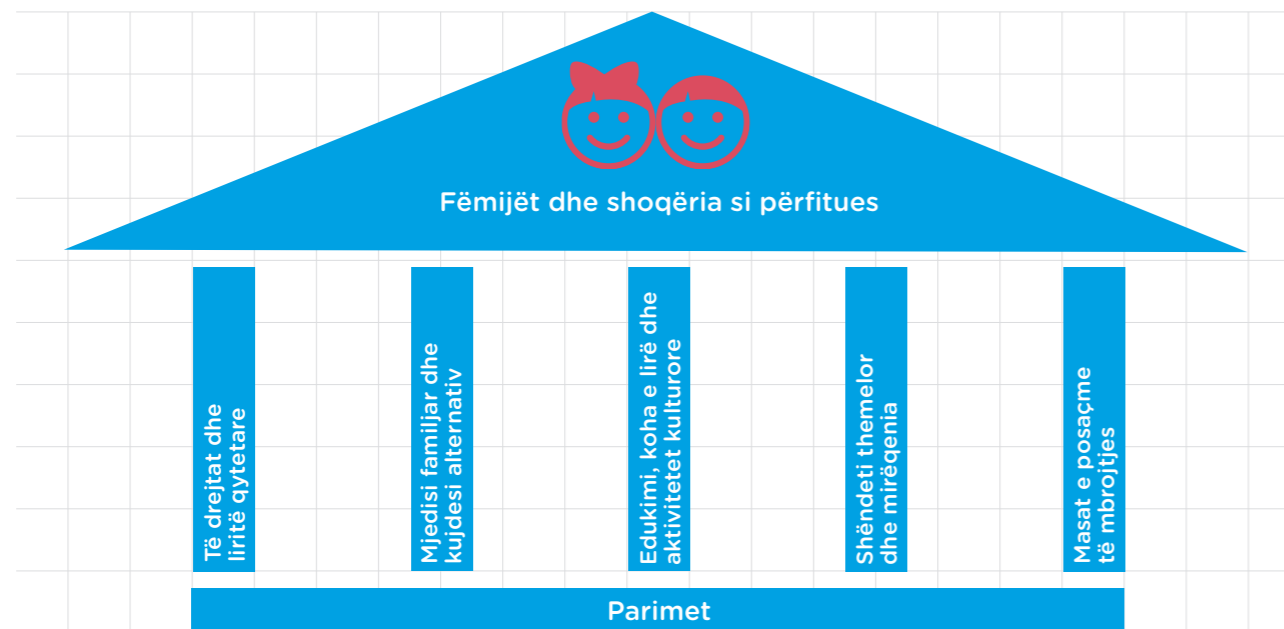 Fëmijët dhe shoqëria si përfitues
Të drejtat dhe
liritë qytetare
Mjedisi familjar dhe
kujdesi alternativ
Edukimi, koha e lirë dhe
aktivitetet kulturore
Shëndeti themelor
dhe mirëqenia
Masat e posaçme
të mbrojtjes
Parimet